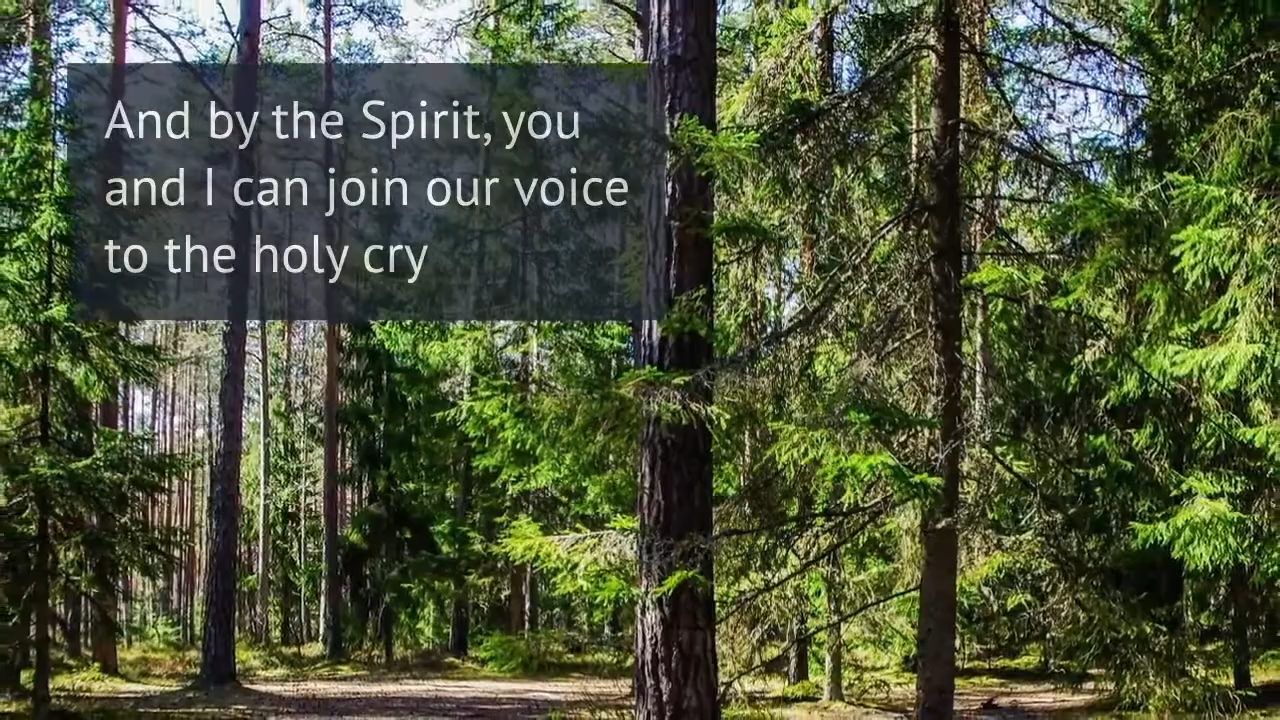 And by the Spirit, you
and I can join our voice
to the holy cry